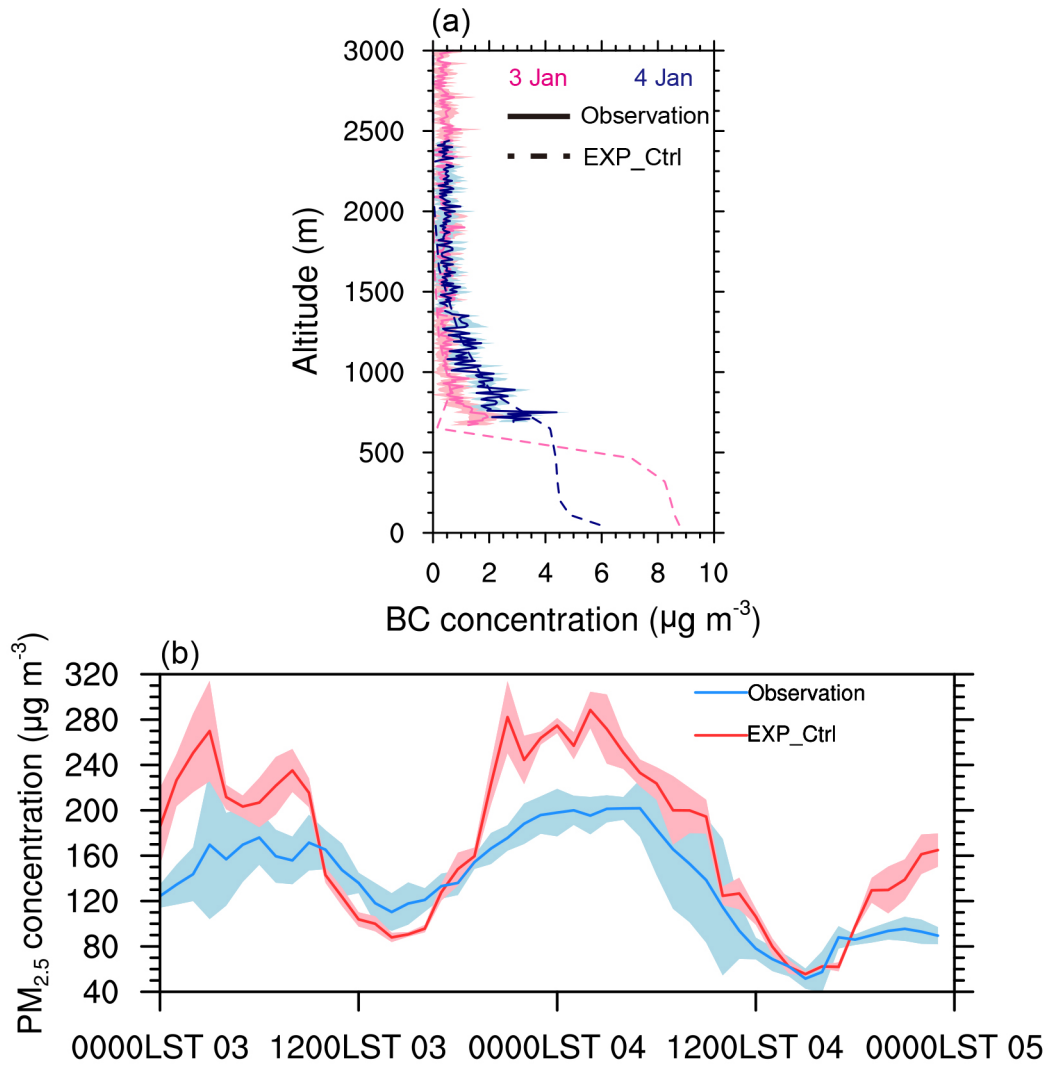 (a)
3000
2500
2000
1500
1000
500
0
Altitude (m)
3 Jan 4 Jan
Observation
EXP_Ctrl
0 2 4 6 8 10
BC concentration (µg m⁻³)
(b)
320
280
240
200
160
120
80
40
PM₂.₅ concentration (µg m⁻³)
Observation
EXP_Ctrl
0000LST 03 1200LST 03 0000LST 04 1200LST 04 0000LST 05